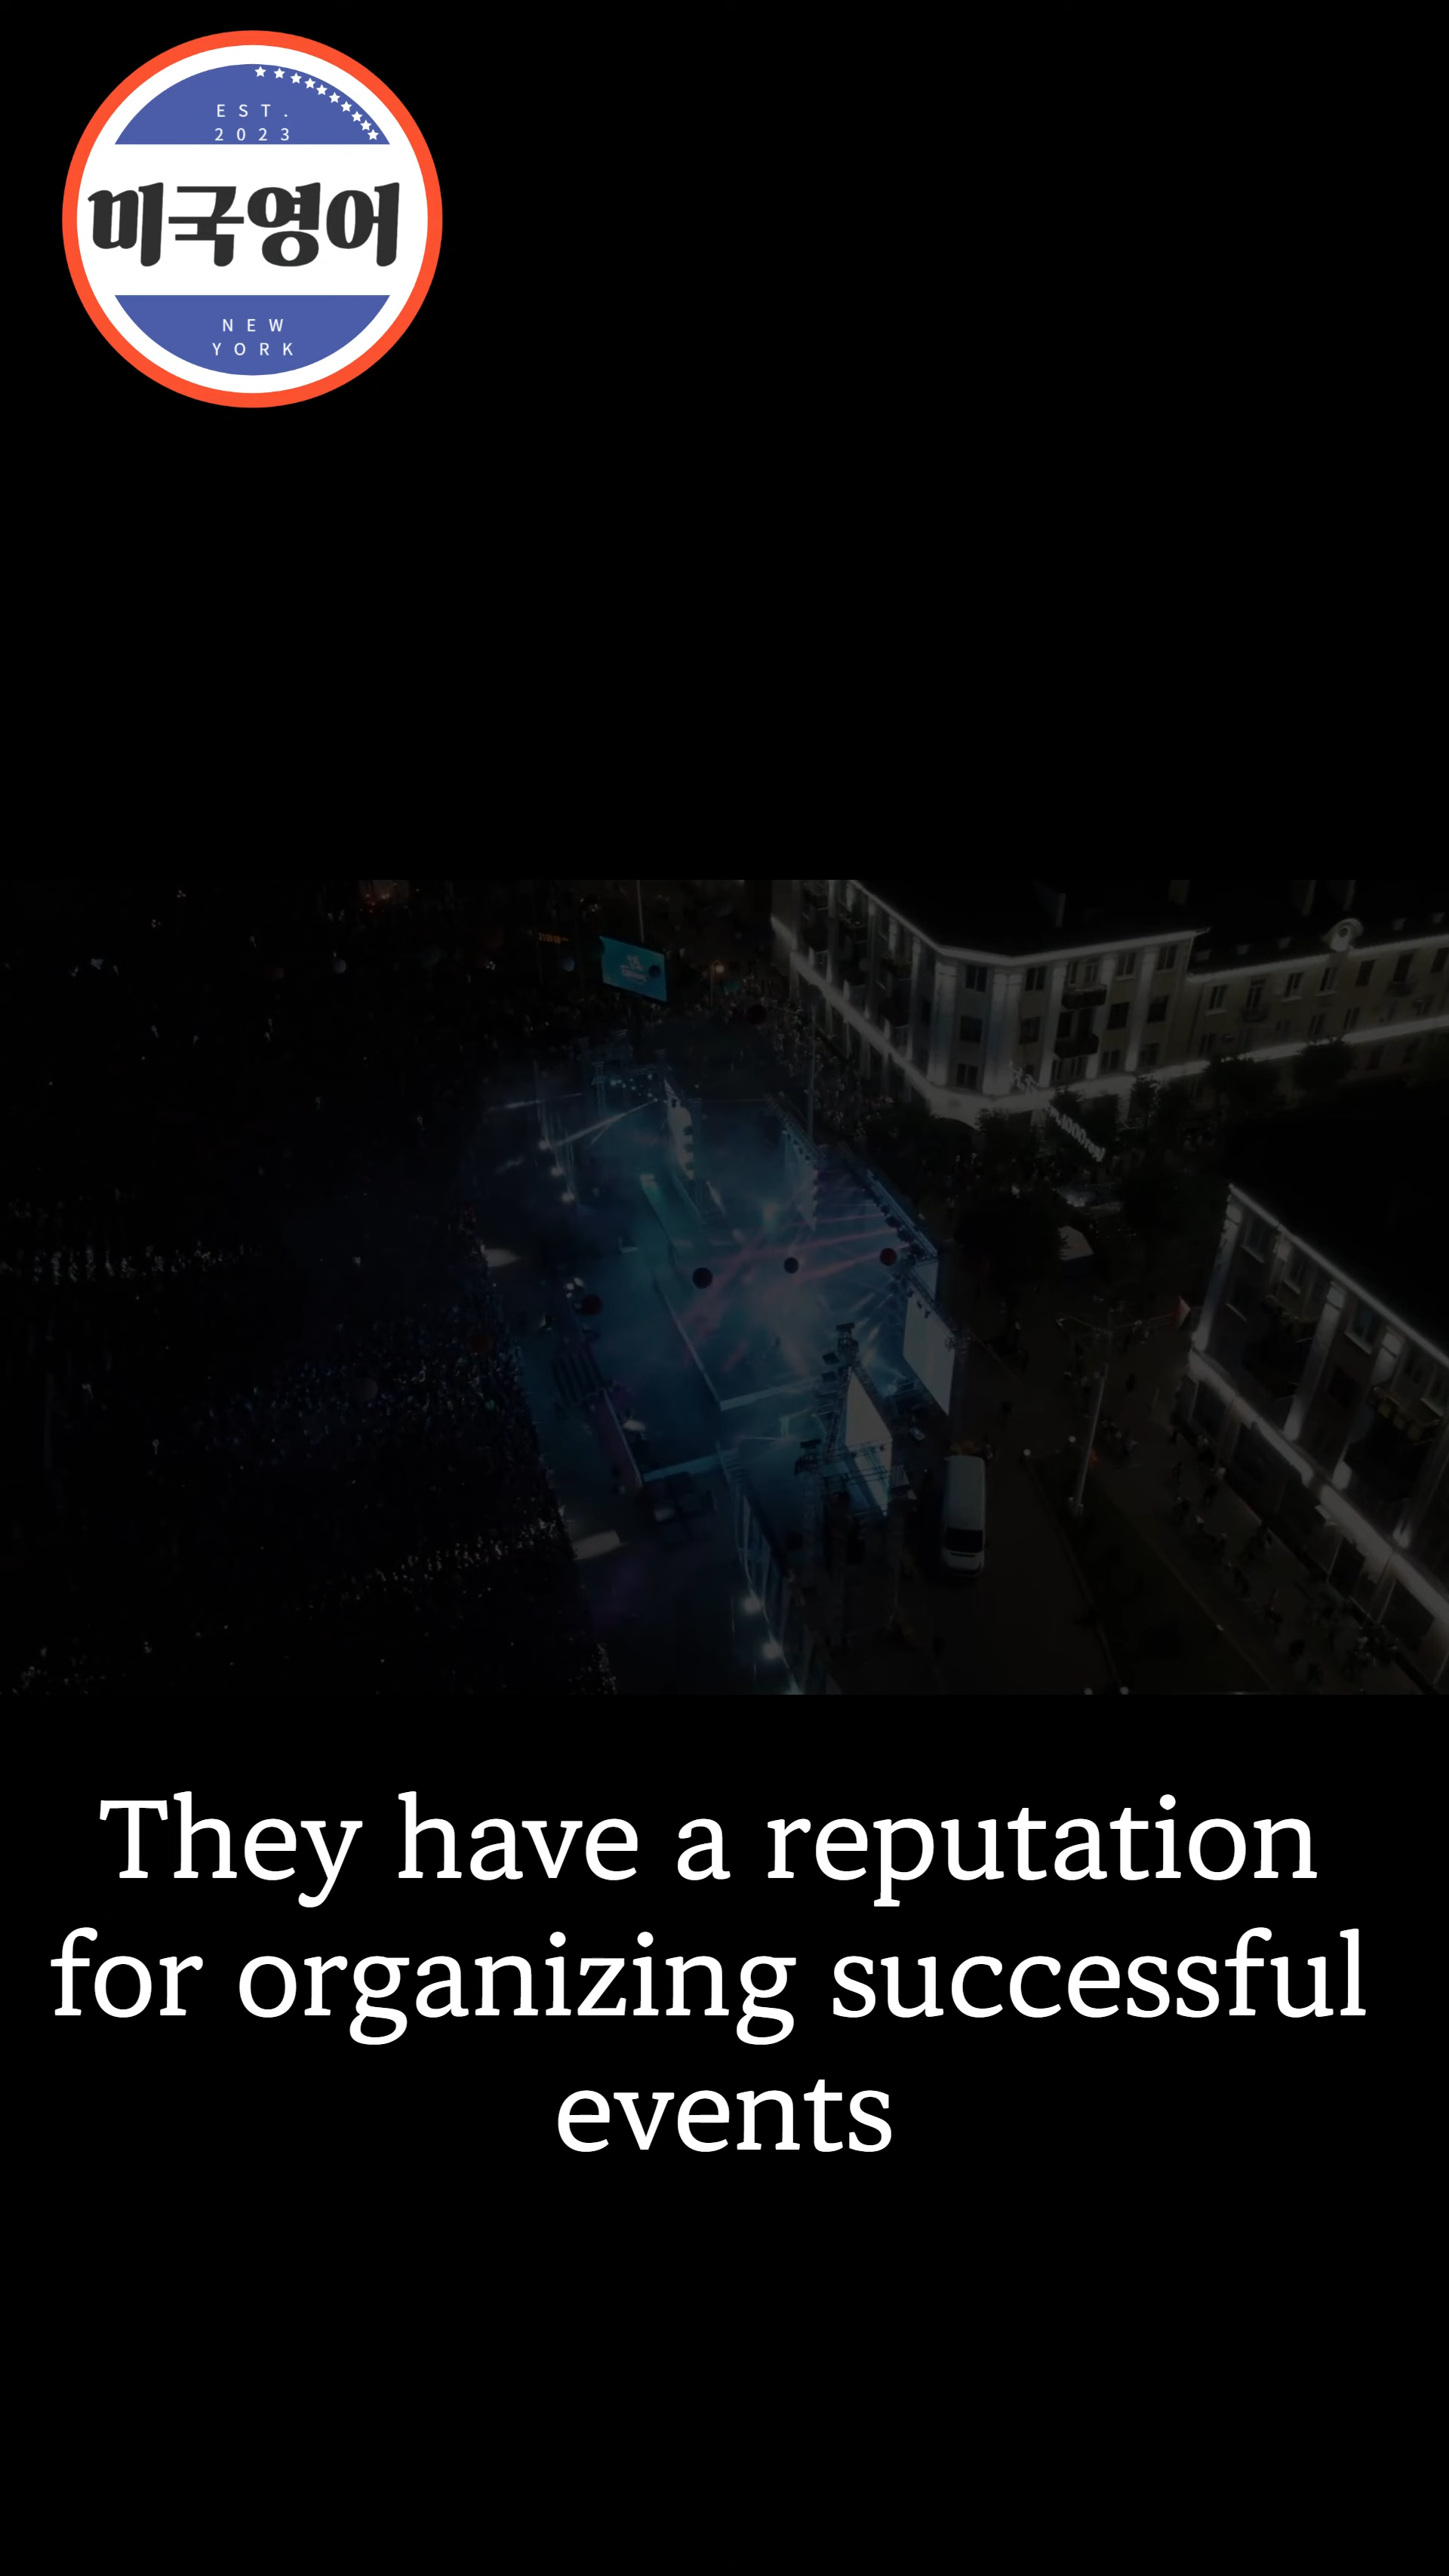 EST.
2023
미국영어
NEW
YORK
They have a reputation
for organizing successful
events